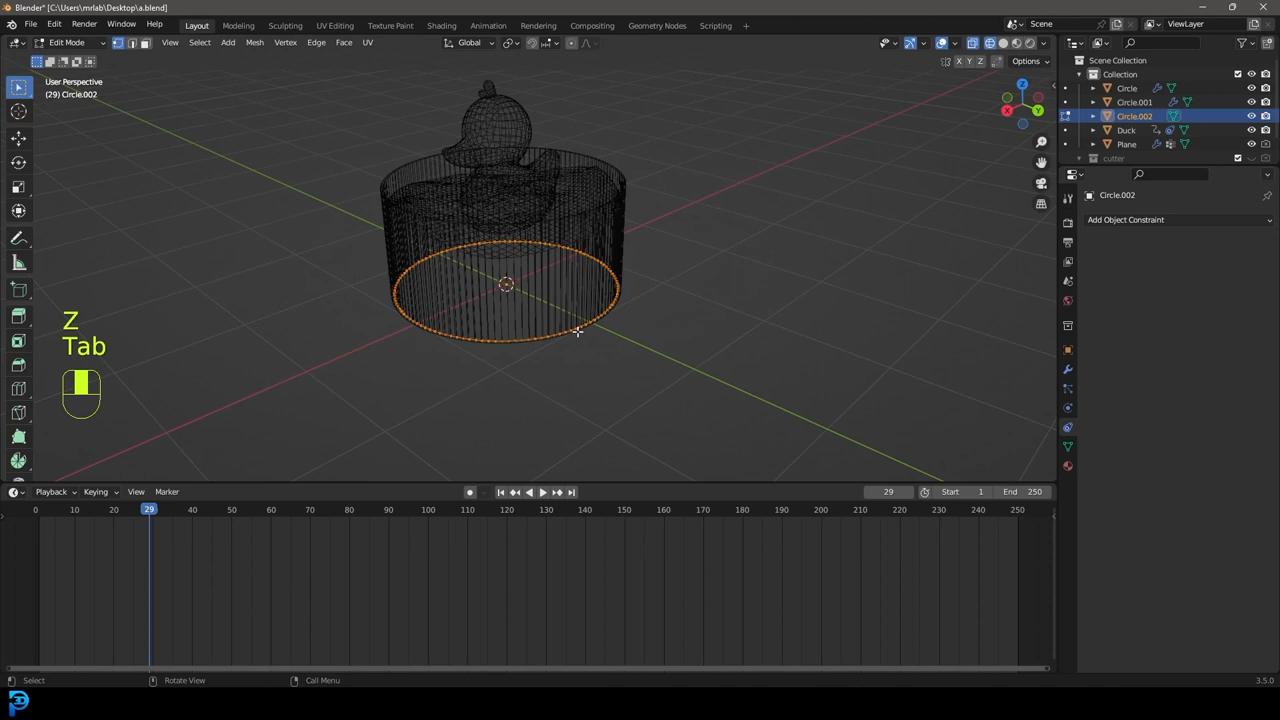 Blender* [C:\Users\mrlab\Desktop\a.blend]
File Edit Render Window Help Layout Modeling Sculpting UV Editing Texture Paint Shading Animation Rendering Compositing Geometry Nodes Scripting + Scene ViewLayer
Edit Mode View Select Add Mesh Vertex Edge Face UV Global
X Y Z Options
User Perspective
(29) Circle.002
Z
X Y
Scene Collection
Collection
Circle
Circle.001
Circle.002
Duck
Plane
cutter
Circle.002
Add Object Constraint
Z
Tab
Playback Keying View Marker 29 Start 1 End 250
0 10 20 29 40 50 60 70 80 90 100 110 120 130 140 150 160 170 180 190 200 210 220 230 240 250
Select Rotate View Call Menu 3.5.0